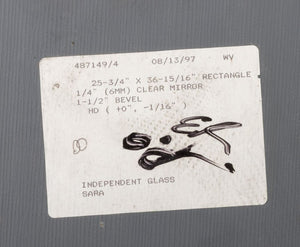 487149/4 08/13/97 WV
25-3/4" X 36-15/16" RECTANGLE
1/4" (6MM) CLEAR MIRROR
1-1/2" BEVEL
HD ( +0", -1/16" )
INDEPENDENT GLASS
SARA